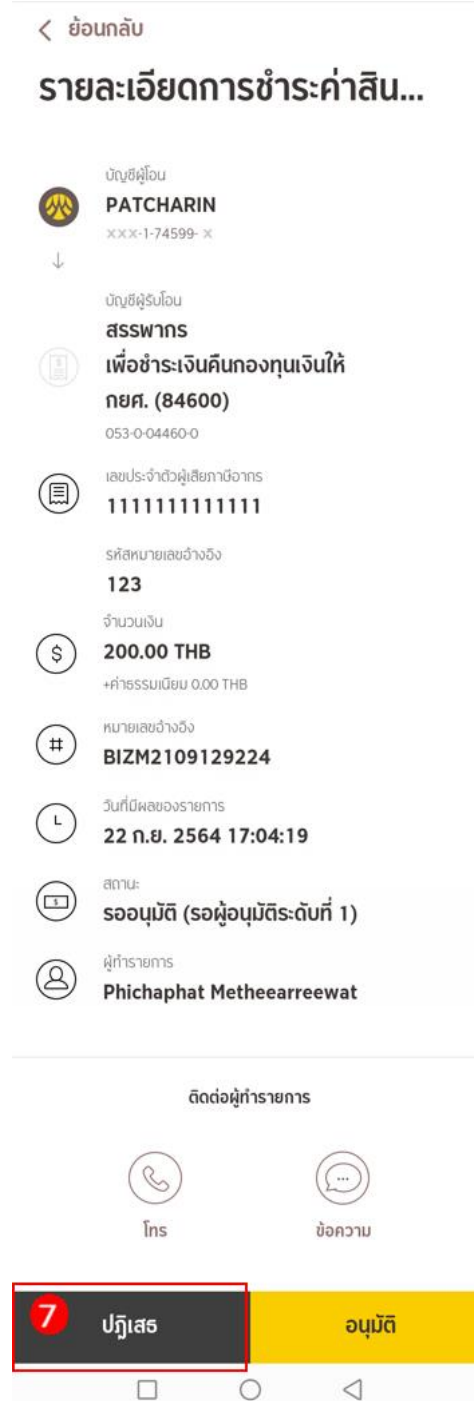 ย้อนกลับ
รายละเอียดการชำระค่าสิน...
บัญชีผู้โอน
PATCHARIN
xxx-1-74599- x
บัญชีผู้รับโอน
สรรพากร
เพื่อชำระเงินคืนกองทุนเงินให้
กยศ. (84600)
053-0-04460-0
เลขประจำตัวผู้เสียภาษีอากร
1111111111111
รหัสหมายเลขอ้างอิง
123
จำนวนเงิน
200.00 THB
+ค่าธรรมเนียม 0.00 THB
หมายเลขอ้างอิง
BIZM2109129224
วันที่มีผลของรายการ
22 ก.ย. 2564 17:04:19
สถานะ
รออนุมัติ (รอผู้อนุมัติระดับที่ 1)
ผู้ทำรายการ
Phichaphat Metheearreewat
ติดต่อผู้ทำรายการ
โทร ข้อความ
7 ปฏิเสธ อนุมัติ